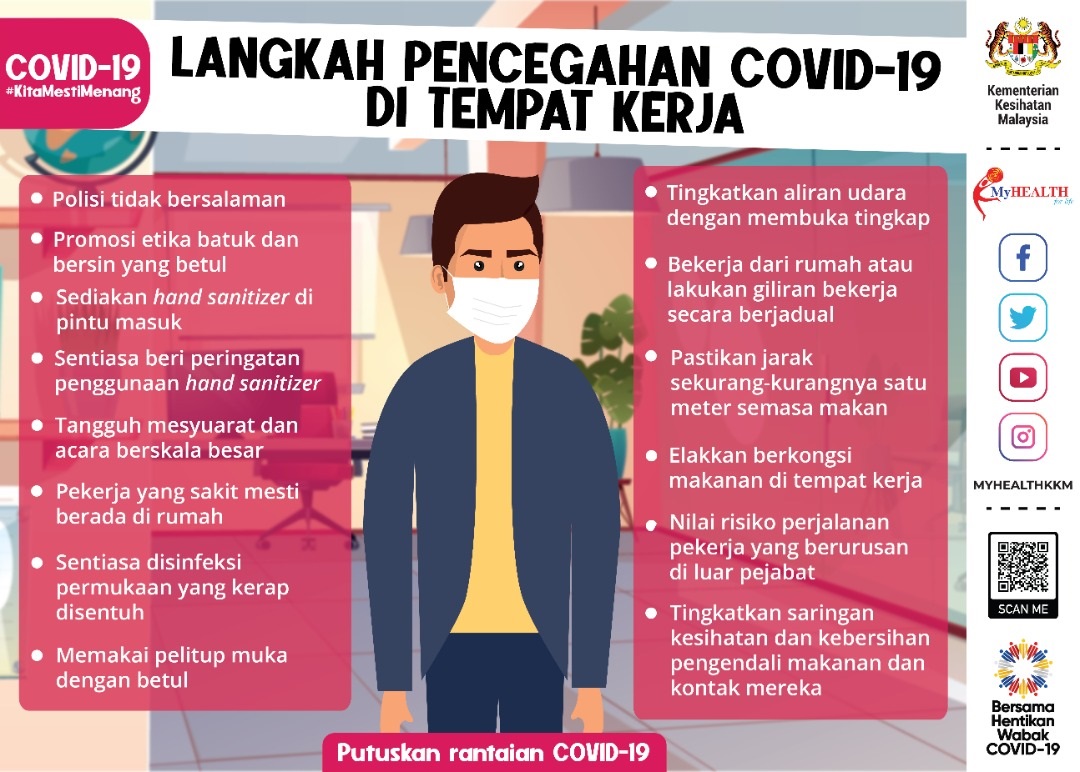 COVID-19
#KitaMestiMenang
LANGKAH PENCEGAHAN COVID-19
DI TEMPAT KERJA
Polisi tidak bersalaman
Promosi etika batuk dan
bersin yang betul
Sediakan hand sanitizer di
pintu masuk
Sentiasa beri peringatan
penggunaan hand sanitizer
Tangguh mesyuarat dan
acara berskala besar
Pekerja yang sakit mesti
berada di rumah
Sentiasa disinfeksi
permukaan yang kerap
disentuh
Memakai pelitup muka
dengan betul
Tingkatkan aliran udara
dengan membuka tingkap
Bekerja dari rumah atau
lakukan giliran bekerja
secara berjadual
Pastikan jarak
sekurang-kurangnya satu
meter semasa makan
Elakkan berkongsi
makanan di tempat kerja
Nilai risiko perjalanan
pekerja yang berurusan
di luar pejabat
Tingkatkan saringan
kesihatan dan kebersihan
pengendali makanan dan
kontak mereka
Putuskan rantaian COVID-19
Kementerian
Kesihatan
Malaysia
MyHEALTH
for life
MYHEALTHKKM
SCAN ME
Bersama
Hentikan
Wabak
COVID-19